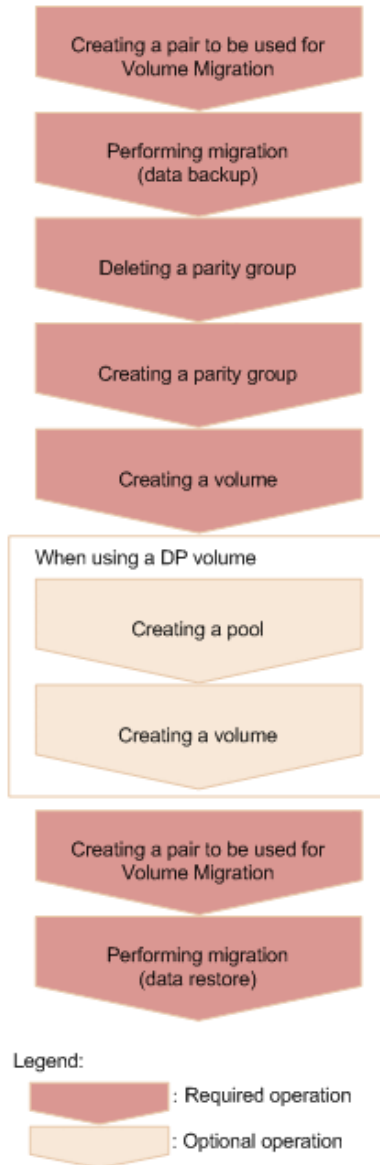 Creating a pair to be used for
Volume Migration
Performing migration
(data backup)
Deleting a parity group
Creating a parity group
Creating a volume
When using a DP volume
Creating a pool
Creating a volume
Creating a pair to be used for
Volume Migration
Performing migration
(data restore)
Legend:
: Required operation
: Optional operation